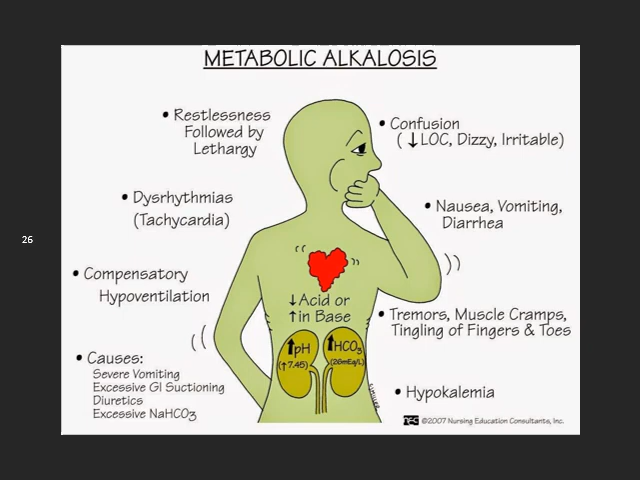 METABOLIC ALKALOSIS
• Restlessness
Followed by
Lethargy
• Confusion
( ↓LOC, Dizzy, Irritable)
• Dysrhythmias
(Tachycardia)
• Nausea, Vomiting,
Diarrhea
26
• Compensatory
Hypoventilation
↓Acid or
↑in Base
• Tremors, Muscle Cramps,
Tingling of Fingers & Toes
↑pH
(↑7.45)
↑HCO3
(26mEq/L)
• Causes:
Severe Vomiting
Excessive GI Suctioning
Diuretics
Excessive NaHCO3
• Hypokalemia
NEC ©2007 Nursing Education Consultants, Inc.